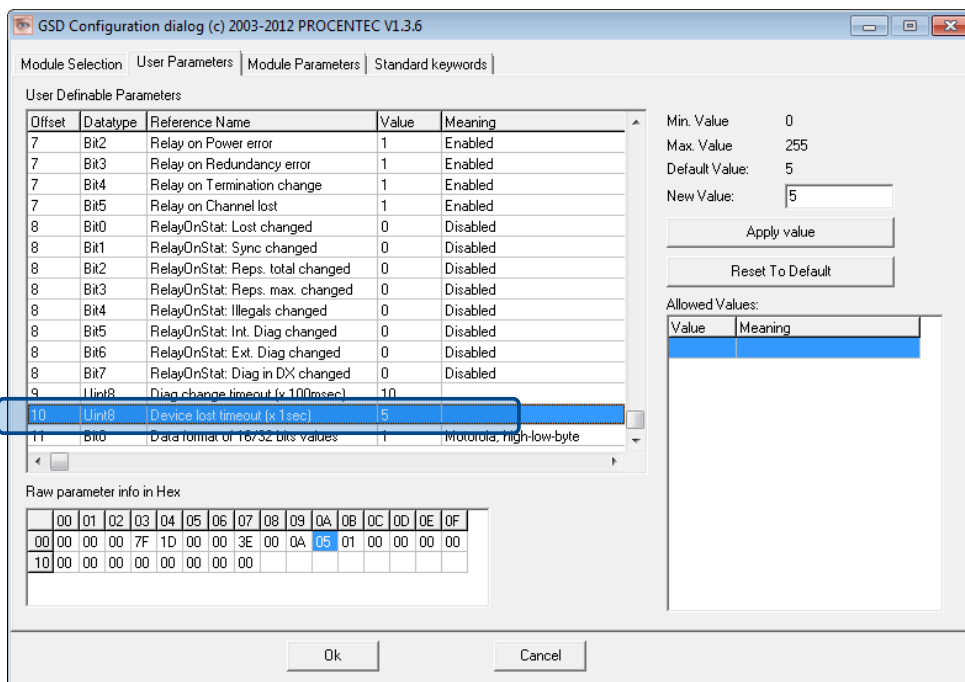 GSD Configuration dialog (c) 2003-2012 PROCENTEC V1.3.6
Module Selection User Parameters Module Parameters Standard keywords
User Definable Parameters
Offset Datatype Reference Name Value Meaning
7 Bit2 Relay on Power error 1 Enabled
7 Bit3 Relay on Redundancy error 1 Enabled
7 Bit4 Relay on Termination change 1 Enabled
7 Bit5 Relay on Channel lost 1 Enabled
8 Bit0 RelayOnStat: Lost changed 0 Disabled
8 Bit1 RelayOnStat: Sync changed 0 Disabled
8 Bit2 RelayOnStat: Reps. total changed 0 Disabled
8 Bit3 RelayOnStat: Reps. max. changed 0 Disabled
8 Bit4 RelayOnStat: Illegals changed 0 Disabled
8 Bit5 RelayOnStat: Int. Diag changed 0 Disabled
8 Bit6 RelayOnStat: Ext. Diag changed 0 Disabled
8 Bit7 RelayOnStat: Diag in DX changed 0 Disabled
9 Uint8 Diag change timeout (x 100msec) 10
10 Uint8 Device lost timeout (x 1sec) 5
11 Bit0 Data format of 16/32 bits values 1 Motorola, high-low-byte
Min. Value 0
Max. Value 255
Default Value: 5
New Value: 5
Apply value
Reset To Default
Allowed Values:
Value Meaning
Raw parameter info in Hex
00 01 02 03 04 05 06 07 08 09 0A 0B 0C 0D 0E 0F
00 00 00 00 7F 1D 00 00 3E 00 0A 05 01 00 00 00 00
10 00 00 00 00 00 00 00 00
Ok Cancel